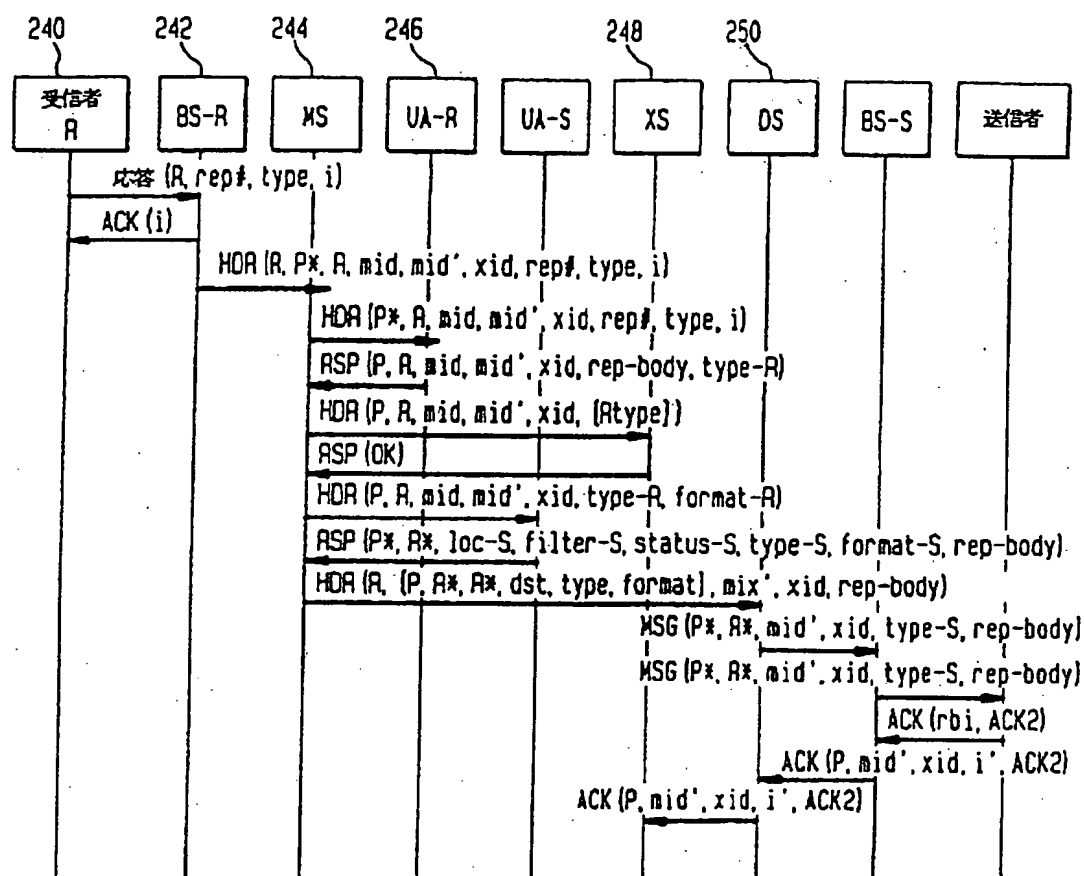 240 242 244 246 248 250
受信者 R BS-R MS UA-R UA-S XS DS BS-S 送信者
応答 (R, rep#, type, i)
ACK (i)
HDR (R, P*, R, mid, mid', xid, rep#, type, i)
HDR (P*, R, mid, mid', xid, rep#, type, i)
RSP (P, R, mid, mid', xid, rep-body, type-R)
HDR (P, R, mid, mid', xid, [Rtype])
RSP (OK)
HDR (P, R, mid, mid', xid, type-R, format-R)
RSP (P*, R*, loc-S, filter-S, status-S, type-S, format-S, rep-body)
HDR (R, [P, R*, R*, dst, type, format], mix', xid, rep-body)
MSG (P*, R*, mid', xid, type-S, rep-body)
MSG (P*, R*, mid', xid, type-S, rep-body)
ACK (rbi, ACK2)
ACK (P, mid', xid, i', ACK2)
ACK (P, mid', xid, i', ACK2)